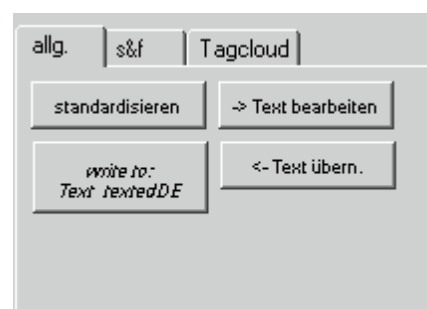 allg. s&f Tagcloud
standardisieren -> Text bearbeiten
write to: <- Text übern.
Text textedDE